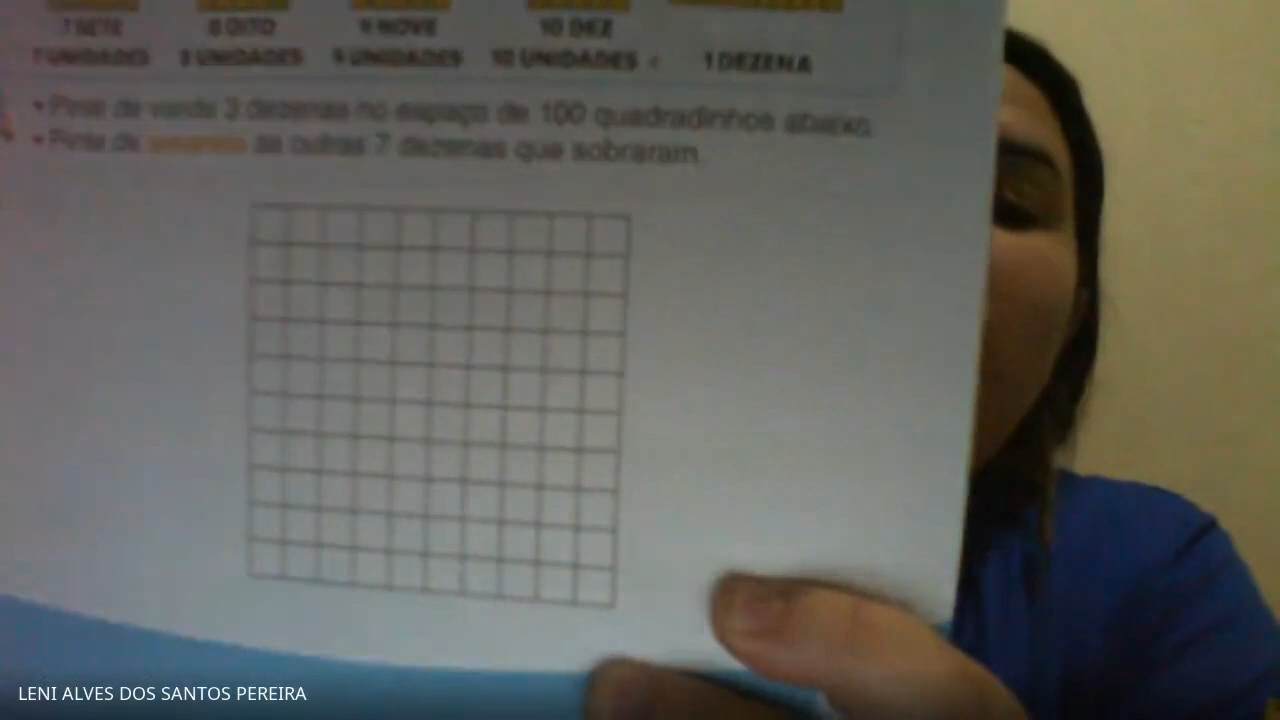 7 SETE 8 OITO 9 NOVE 10 DEZ
7 UNIDADES 8 UNIDADES 9 UNIDADES 10 UNIDADES = 1 DEZENA
• Pinte de verde 3 dezenas no espaço de 100 quadradinhos abaixo.
• Pinte de amarelo as outras 7 dezenas que sobraram.
LENI ALVES DOS SANTOS PEREIRA